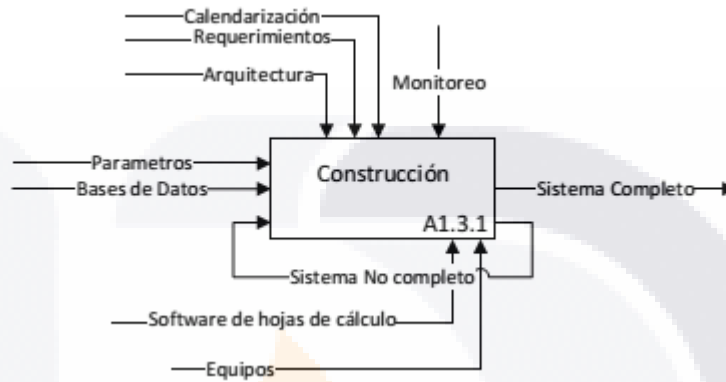 Calendarización
Requerimientos
Arquitectura
Monitoreo
Parametros
Bases de Datos
Construcción
Sistema Completo
A1.3.1
Sistema No completo
Software de hojas de cálculo
Equipos